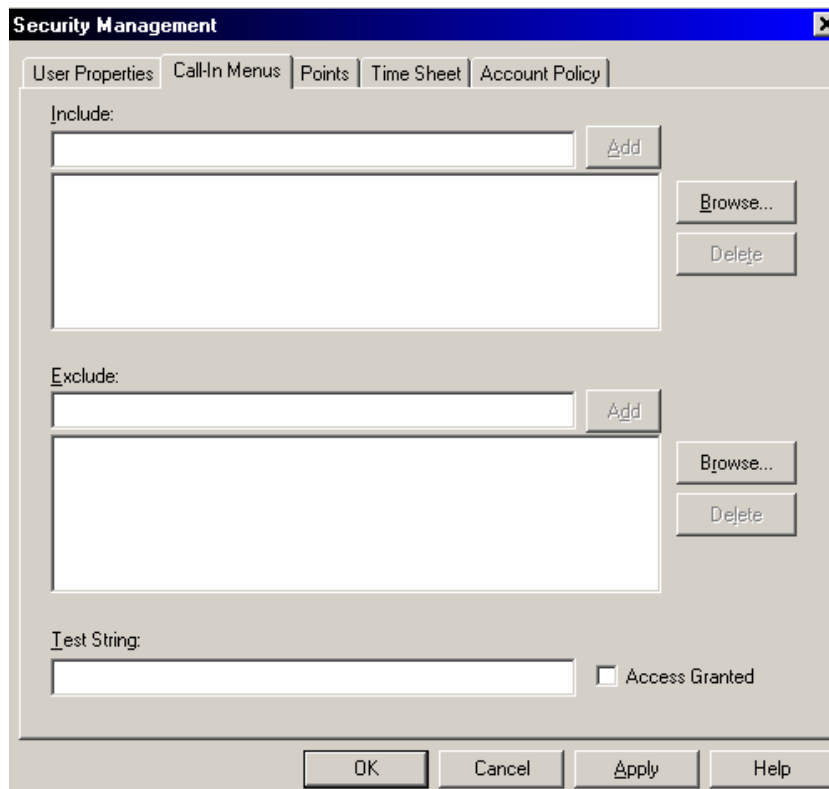 Security Management
User Properties Call-In Menus Points Time Sheet Account Policy
Include:
Add
Browse...
Delete
Exclude:
Add
Browse...
Delete
Test String:
Access Granted
OK Cancel Apply Help